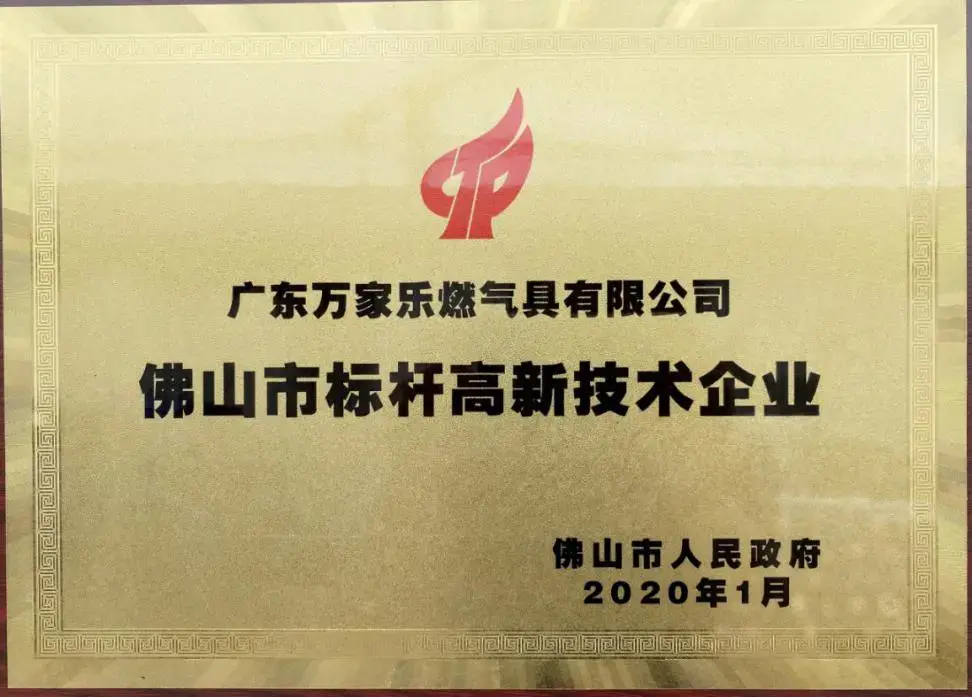 广东万家乐燃气具有限公司
佛山市标杆高新技术企业
佛山市人民政府
2020年1月